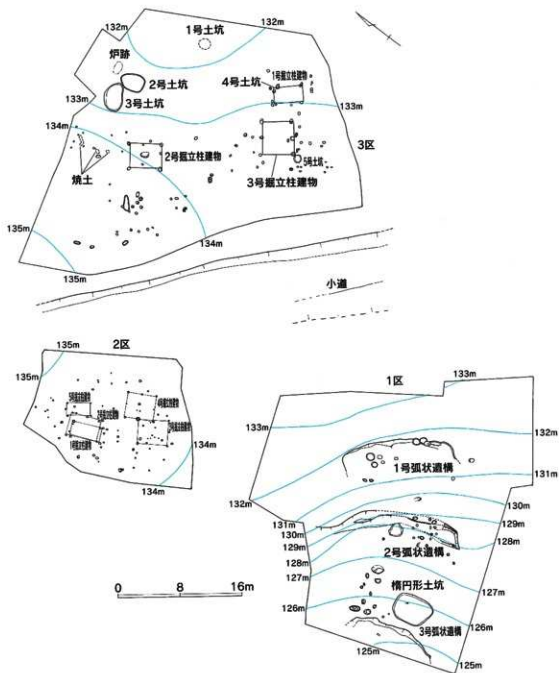 132m
1号土坑
132m
炉跡
2号土坑
4号土坑
1号掘立柱建物
133m
3号土坑
133m
134m
3区
2号掘立柱建物
5号土坑
焼土
3号掘立柱建物
135m
134m
135m
小道
2区
135m
135m
134m
134m
1区
133m
133m
132m
1号弧状遺構
131m
132m
130m
131m
129m
130m
128m
129m
2号弧状遺構
128m
127m
楕円形土坑
127m
126m
126m
3号弧状遺構
125m
125m
0 8 16m